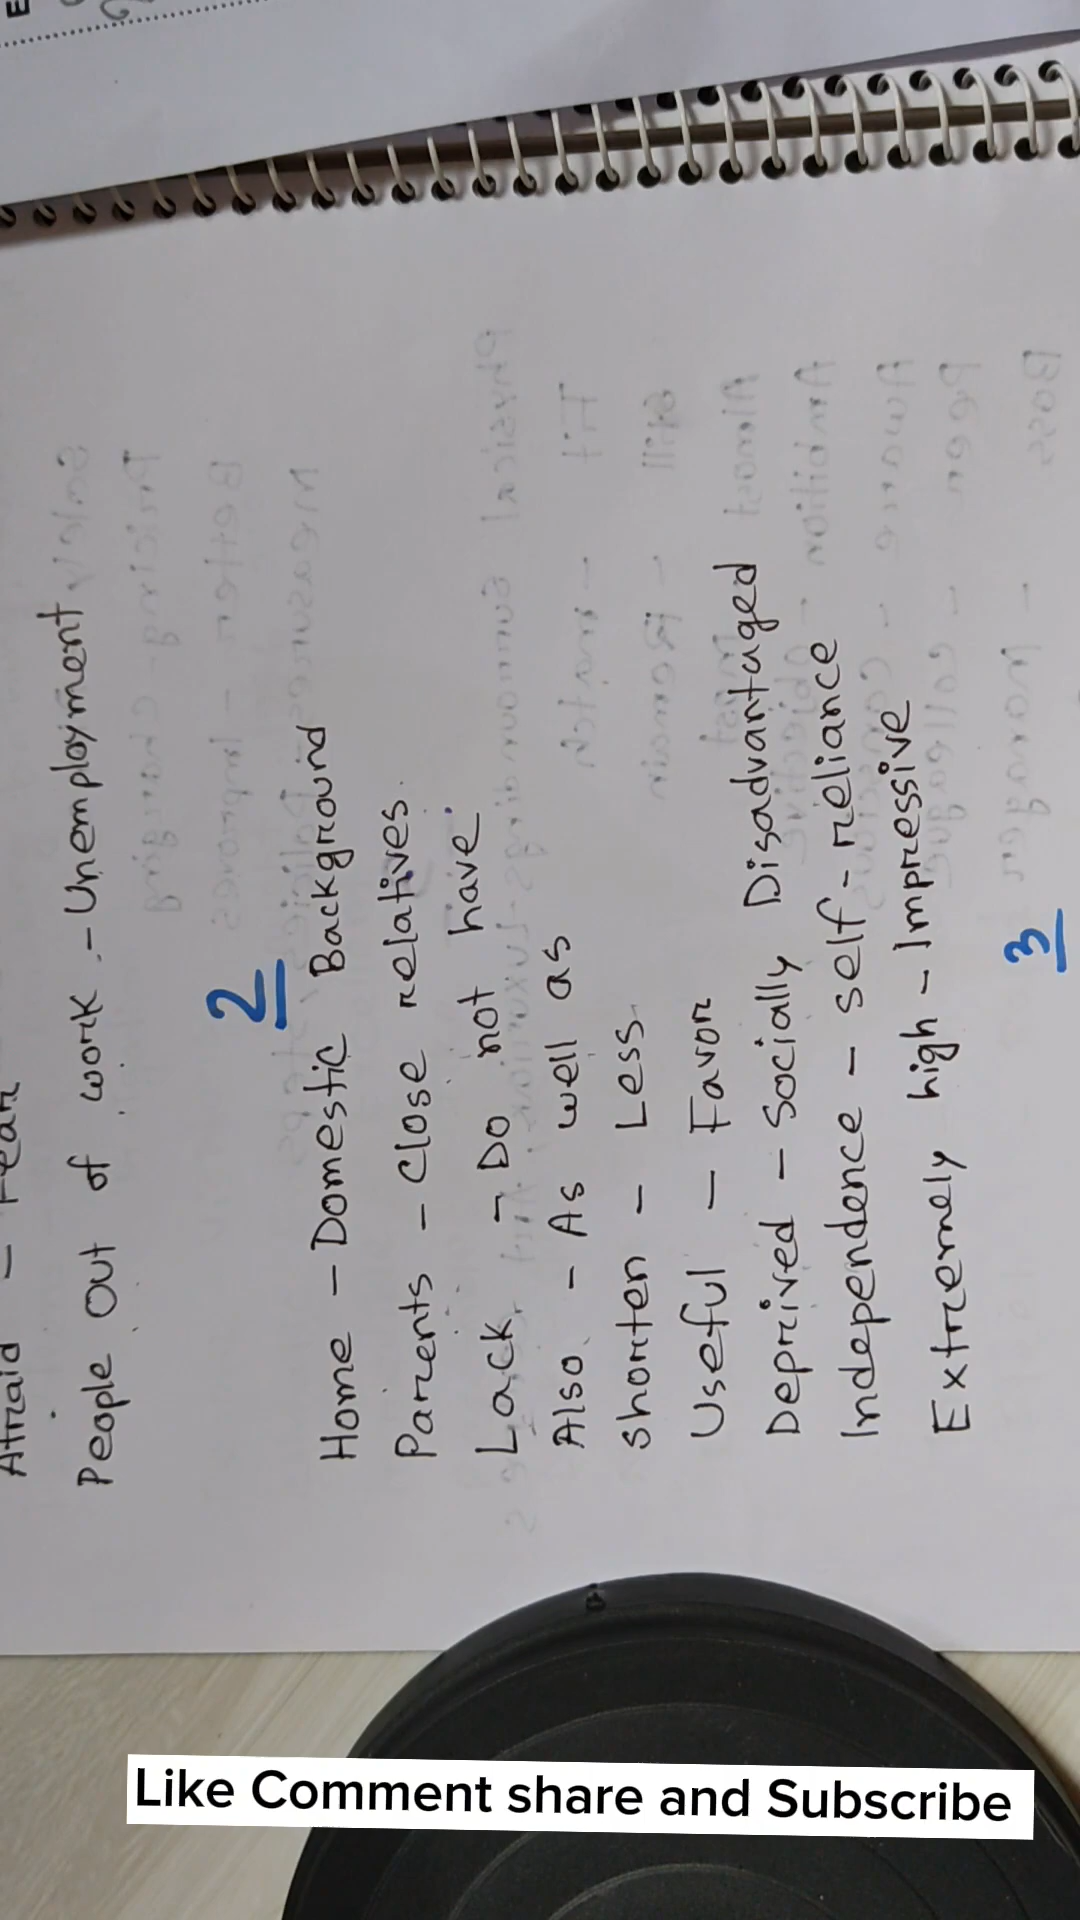 Afraid - Fear
People Out of work - Unemployment
2
Home - Domestic Background
Parents - Close relatives.
Lack - Do not have.
Also - As well as
shorten - Less
Useful - Favor
Deprived - Socially Disadvantaged
Independence - self-reliance
Extremely high - Impressive
3
Like Comment share and Subscribe